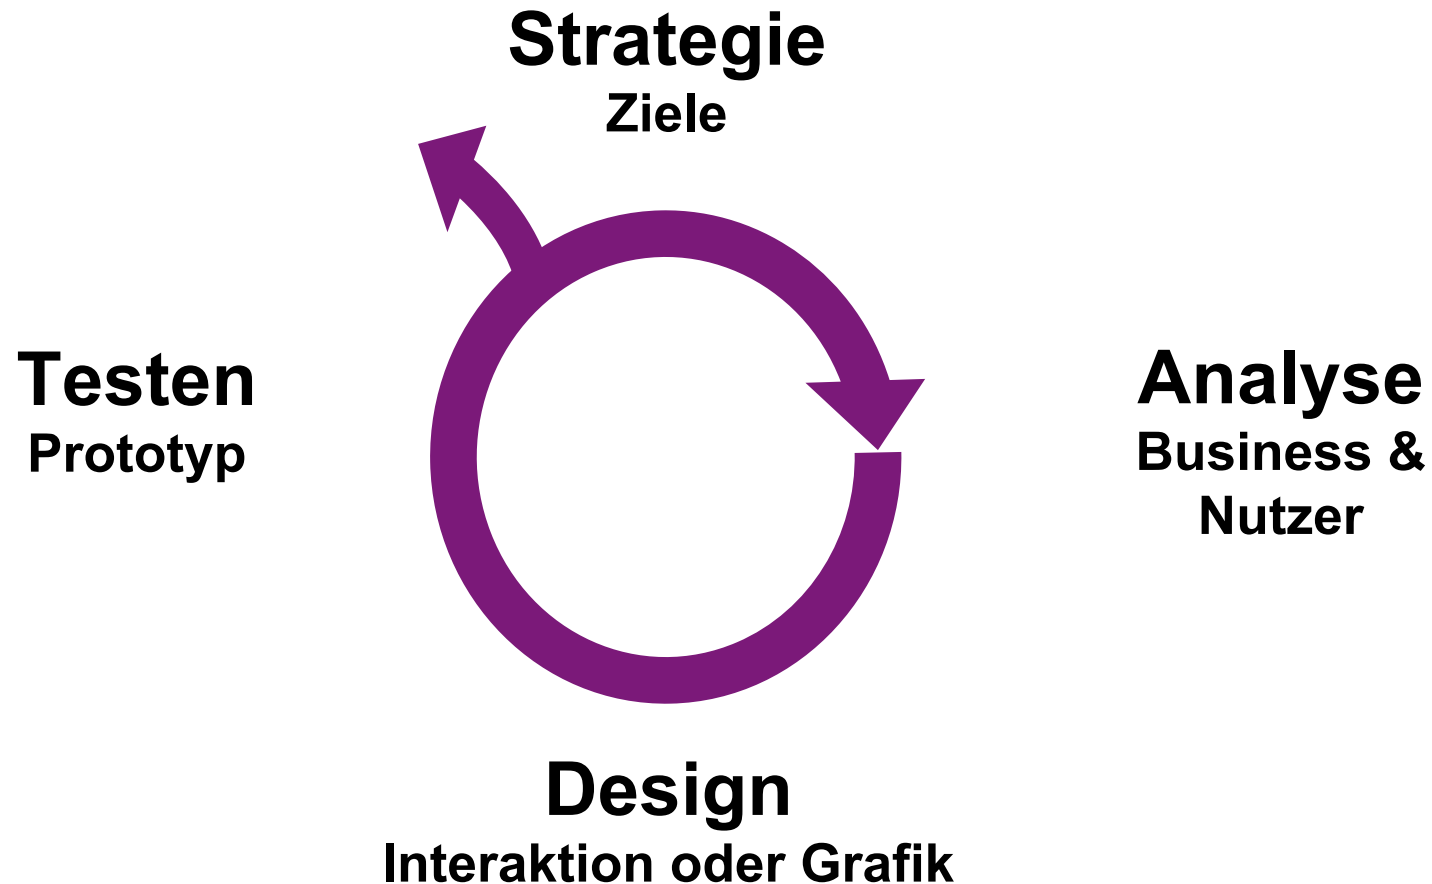 Strategie
Ziele
Testen
Prototyp
Analyse
Business &
Nutzer
Design
Interaktion oder Grafik